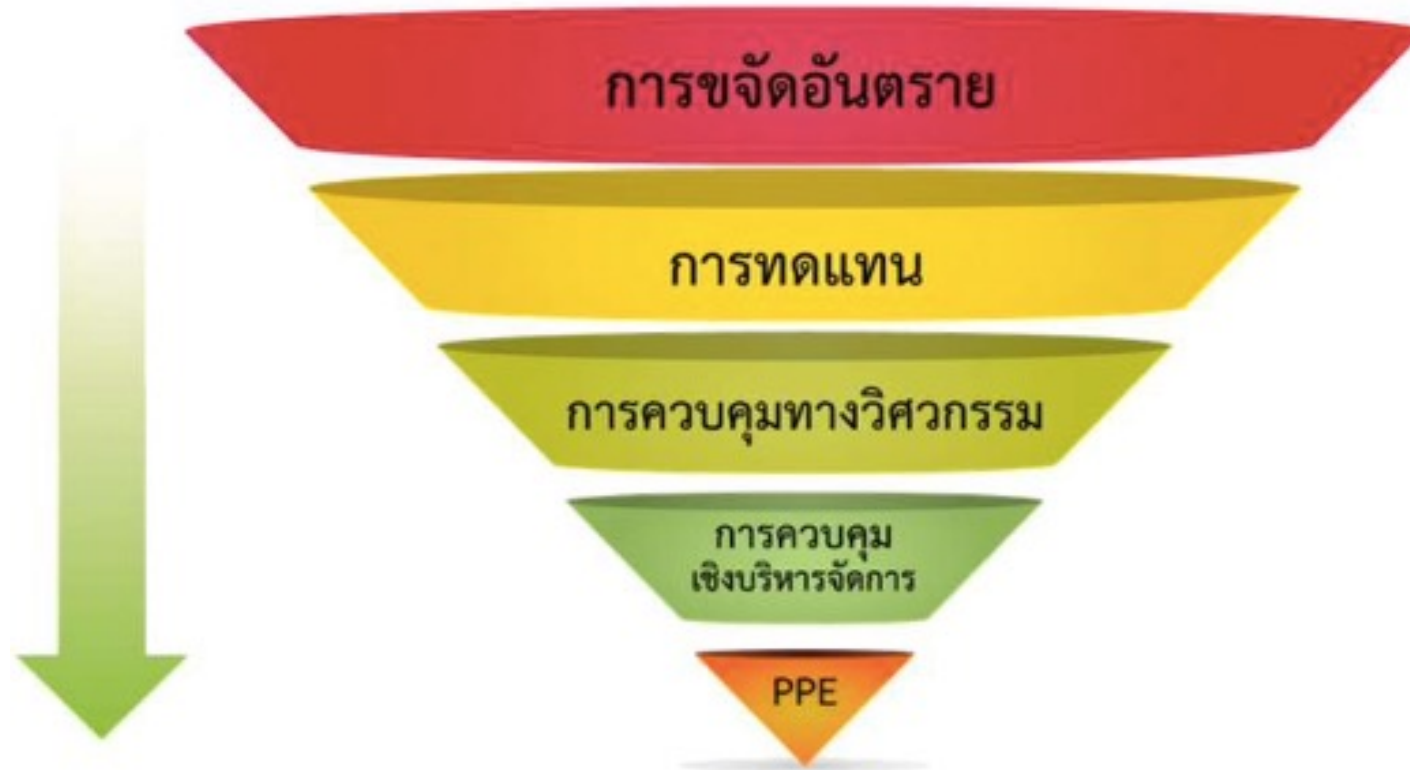 การขจัดอันตราย
การทดแทน
การควบคุมทางวิศวกรรม
การควบคุม
เชิงบริหารจัดการ
PPE